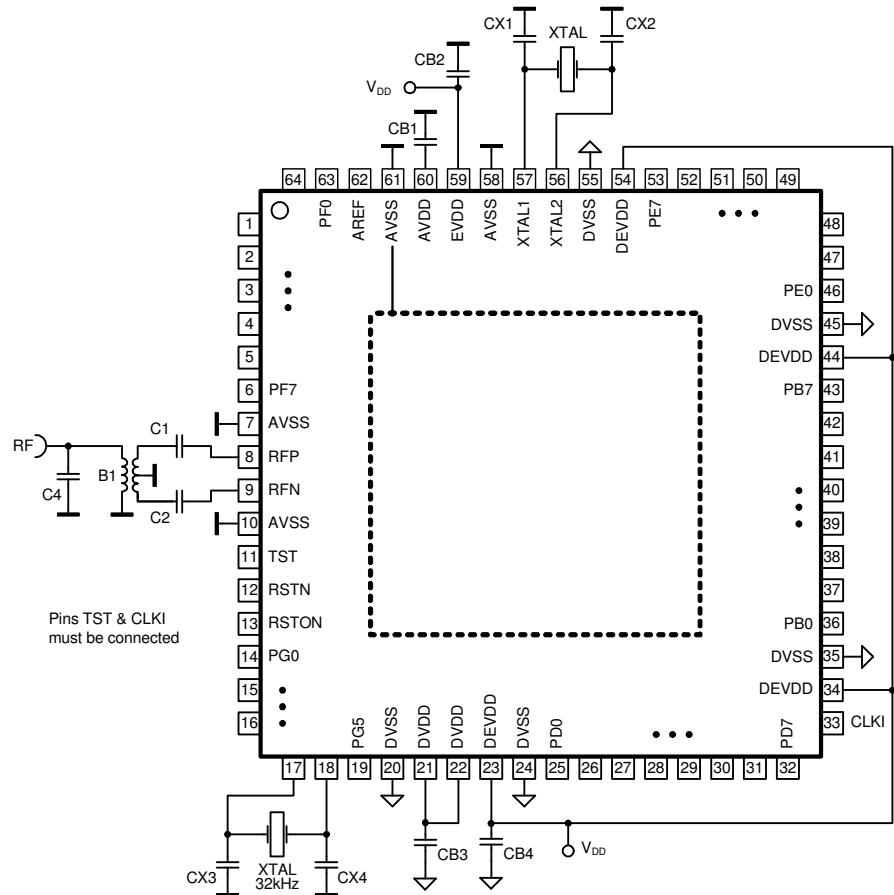 CX1
XTAL
CX2
CB2
V_DD
CB1
64 63 62 61 60 59 58 57 56 55 54 53 52 51 50 49
PF0 AREF AVSS AVDD EVDD AVSS XTAL1 XTAL2 DVSS DEVDD PE7
1
2
3
4
5
6 PF7
7 AVSS
8 RFP
9 RFN
10 AVSS
11 TST
12 RSTN
13 RSTON
14 PG0
15
16
RF
C1
C4
B1
C2
Pins TST & CLKI
must be connected
48
47
PE0 46
DVSS 45
DEVDD 44
PB7 43
42
41
40
39
38
37
PB0 36
DVSS 35
DEVDD 34
33 CLKI
PG5 DVSS DVDD DVDD DEVDD DVSS PD0 PD7
17 18 19 20 21 22 23 24 25 26 27 28 29 30 31 32
CX3
XTAL
32kHz
CX4
CB3
CB4
V_DD